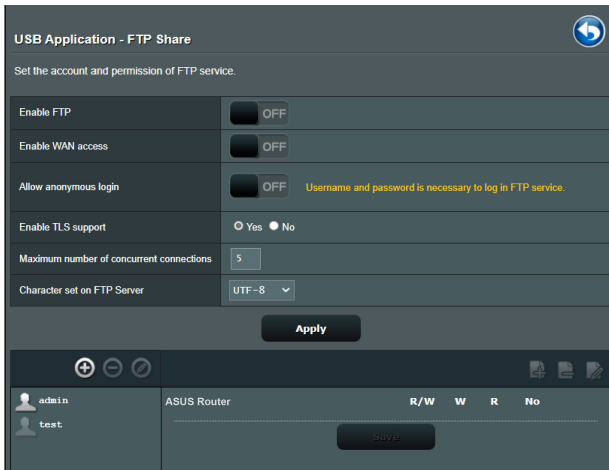 USB Application - FTP Share
Set the account and permission of FTP service.
Enable FTP
OFF
Enable WAN access
OFF
Allow anonymous login
OFF
Username and password is necessary to log in FTP service.
Enable TLS support
Yes No
Maximum number of concurrent connections
5
Character set on FTP Server
UTF-8
Apply
admin
test
ASUS Router R/W W R No
Save